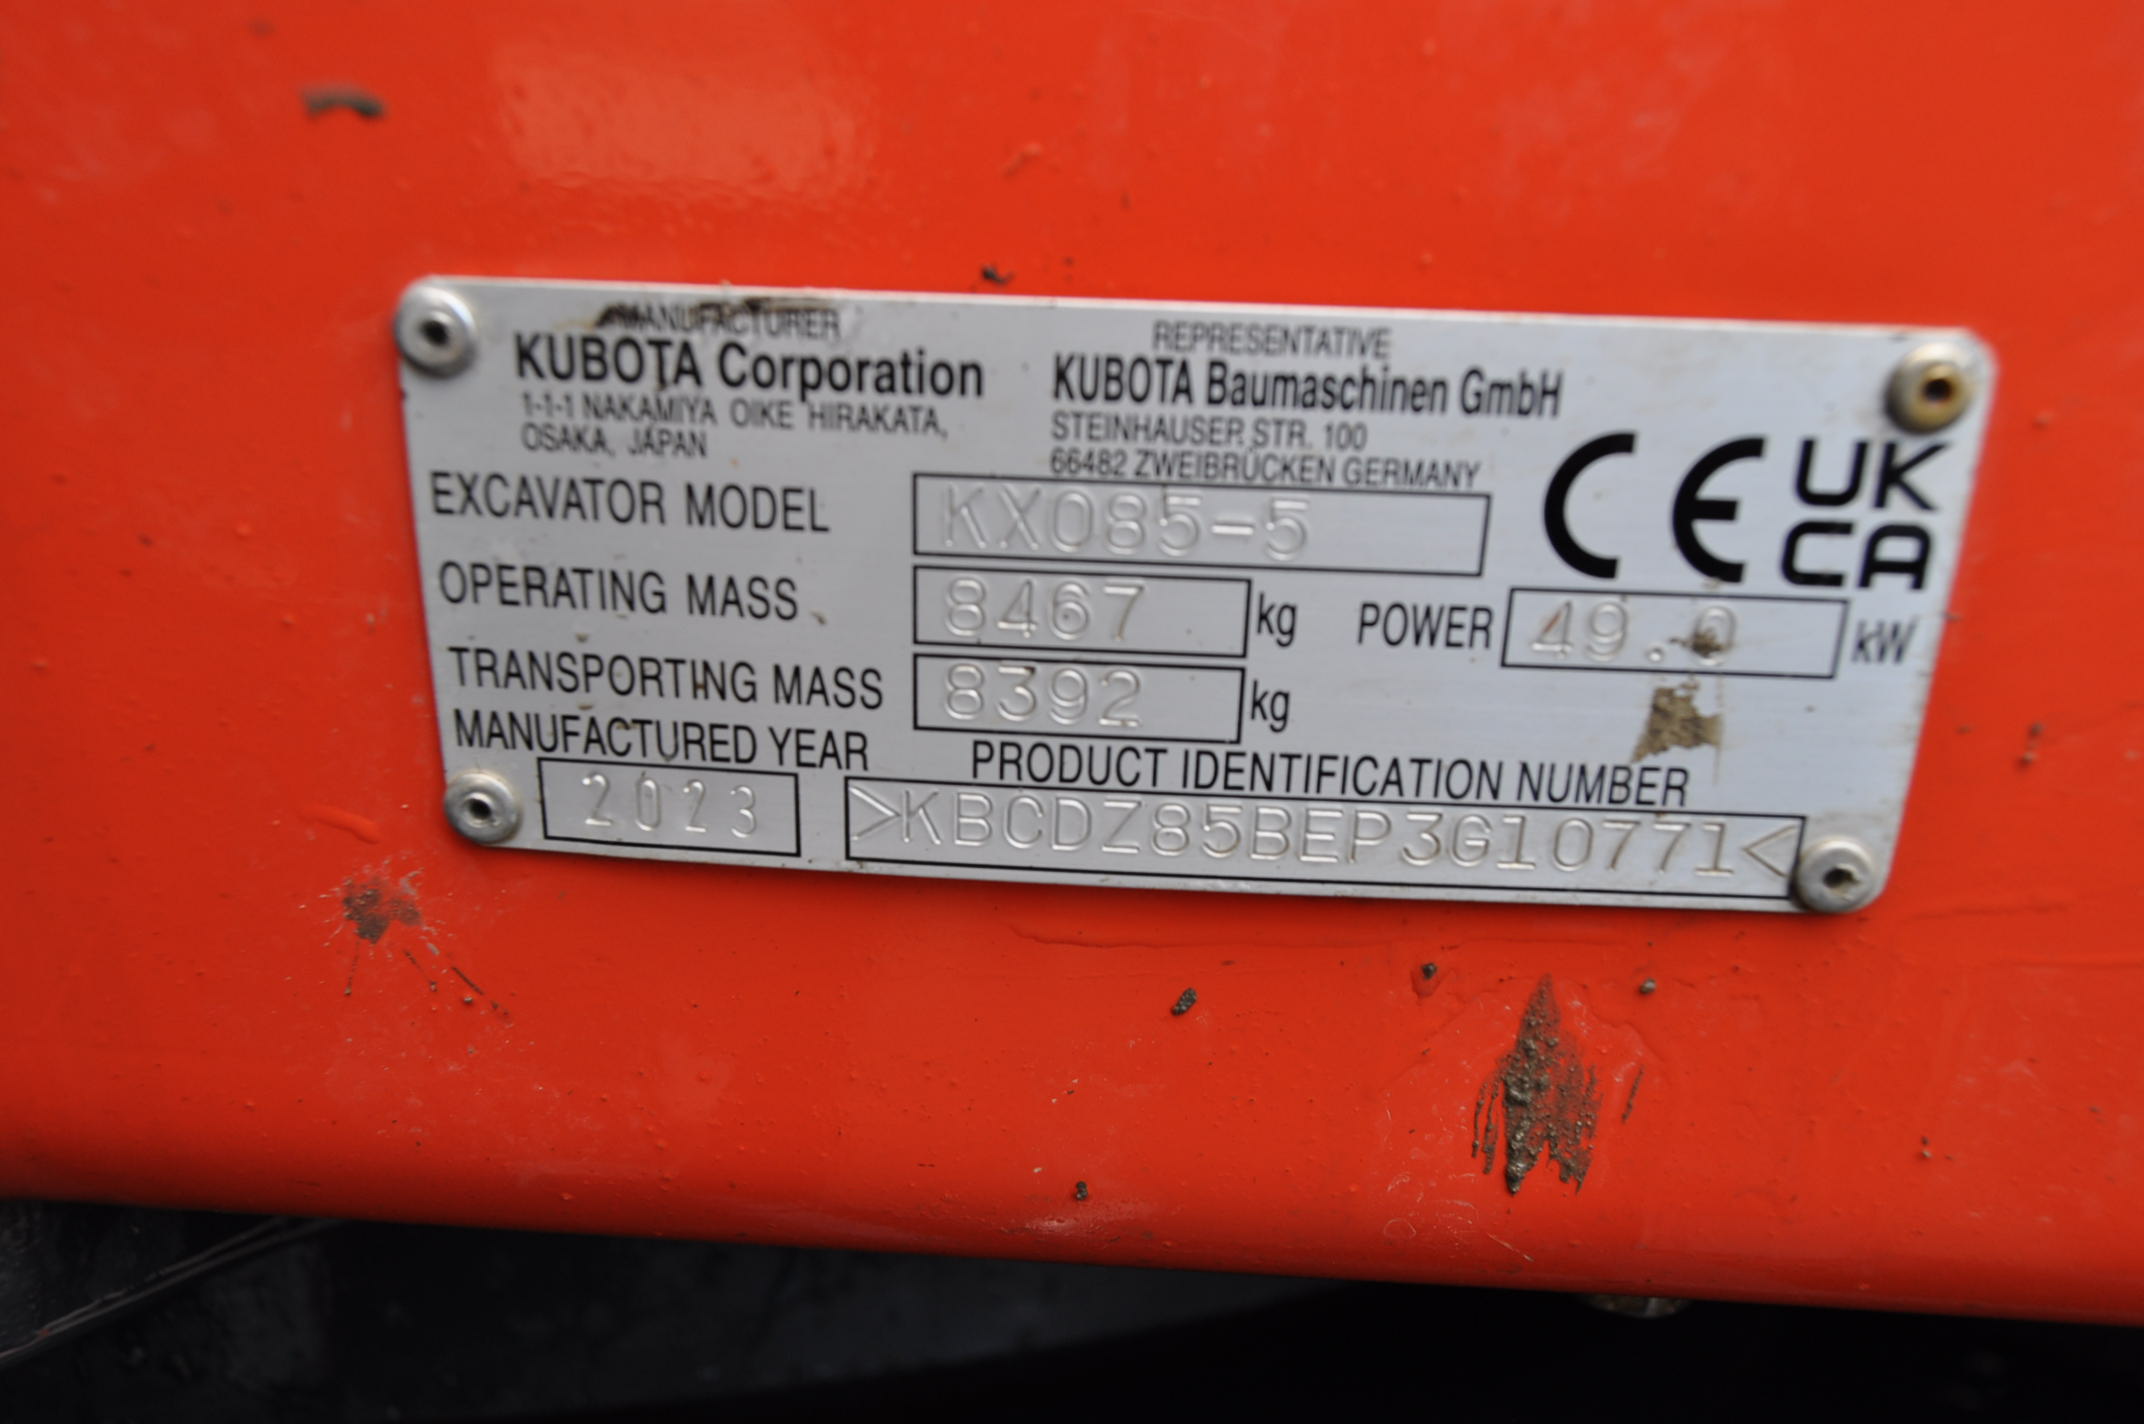 MANUFACTURER
KUBOTA Corporation
1-1-1 NAKAMIYA OIKE HIRAKATA,
OSAKA, JAPAN
REPRESENTATIVE
KUBOTA Baumaschinen GmbH
STEINHAUSER STR. 100
66482 ZWEIBRÜCKEN GERMANY
CE UK
CA
EXCAVATOR MODEL KX085-5
OPERATING MASS 8467 kg POWER 49.0 kW
TRANSPORTING MASS 8392 kg
MANUFACTURED YEAR
2023
PRODUCT IDENTIFICATION NUMBER
>KBCDZ85BEP3G10771<